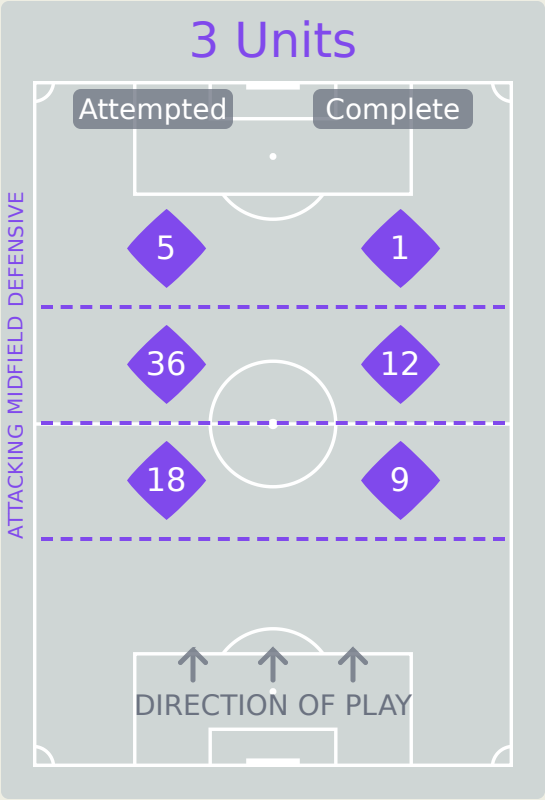 3 Units
Attempted Complete
ATTACKING MIDFIELD DEFENSIVE
5 1
36 12
18 9
DIRECTION OF PLAY